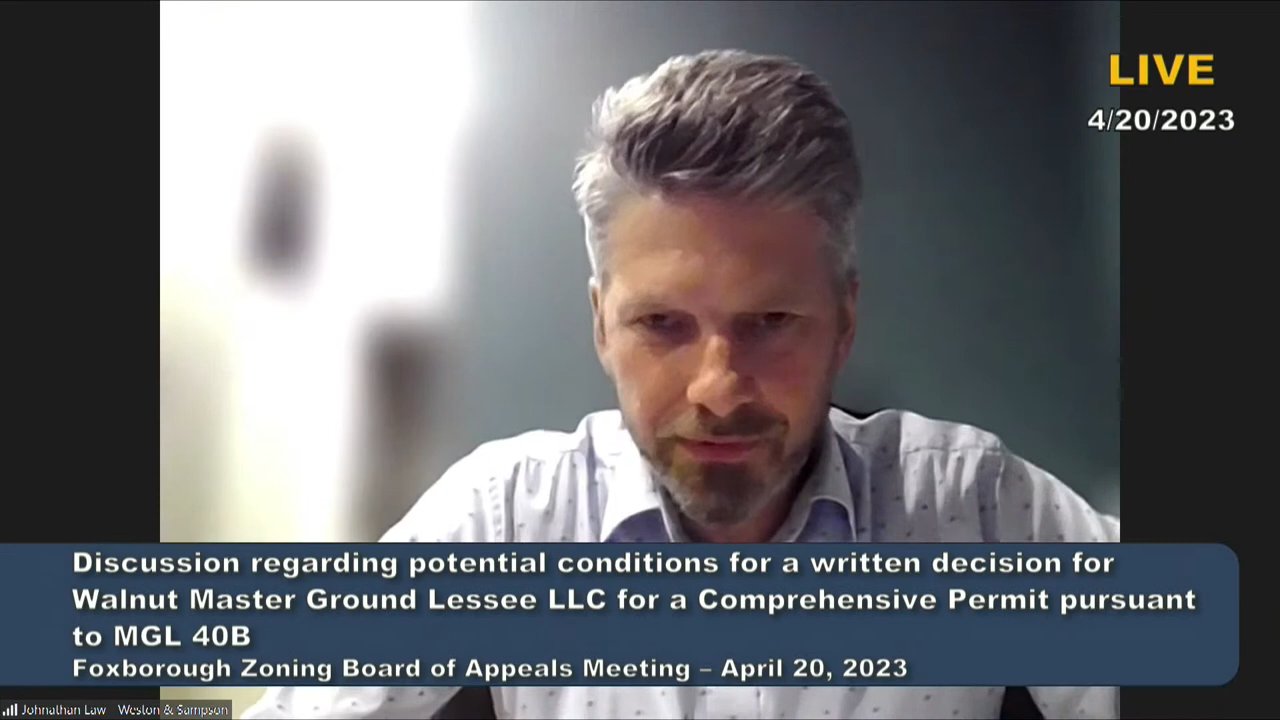 LIVE
4/20/2023
Discussion regarding potential conditions for a written decision for
Walnut Master Ground Lessee LLC for a Comprehensive Permit pursuant
to MGL 40B
Foxborough Zoning Board of Appeals Meeting – April 20, 2023
Johnathan Law Weston & Sampson